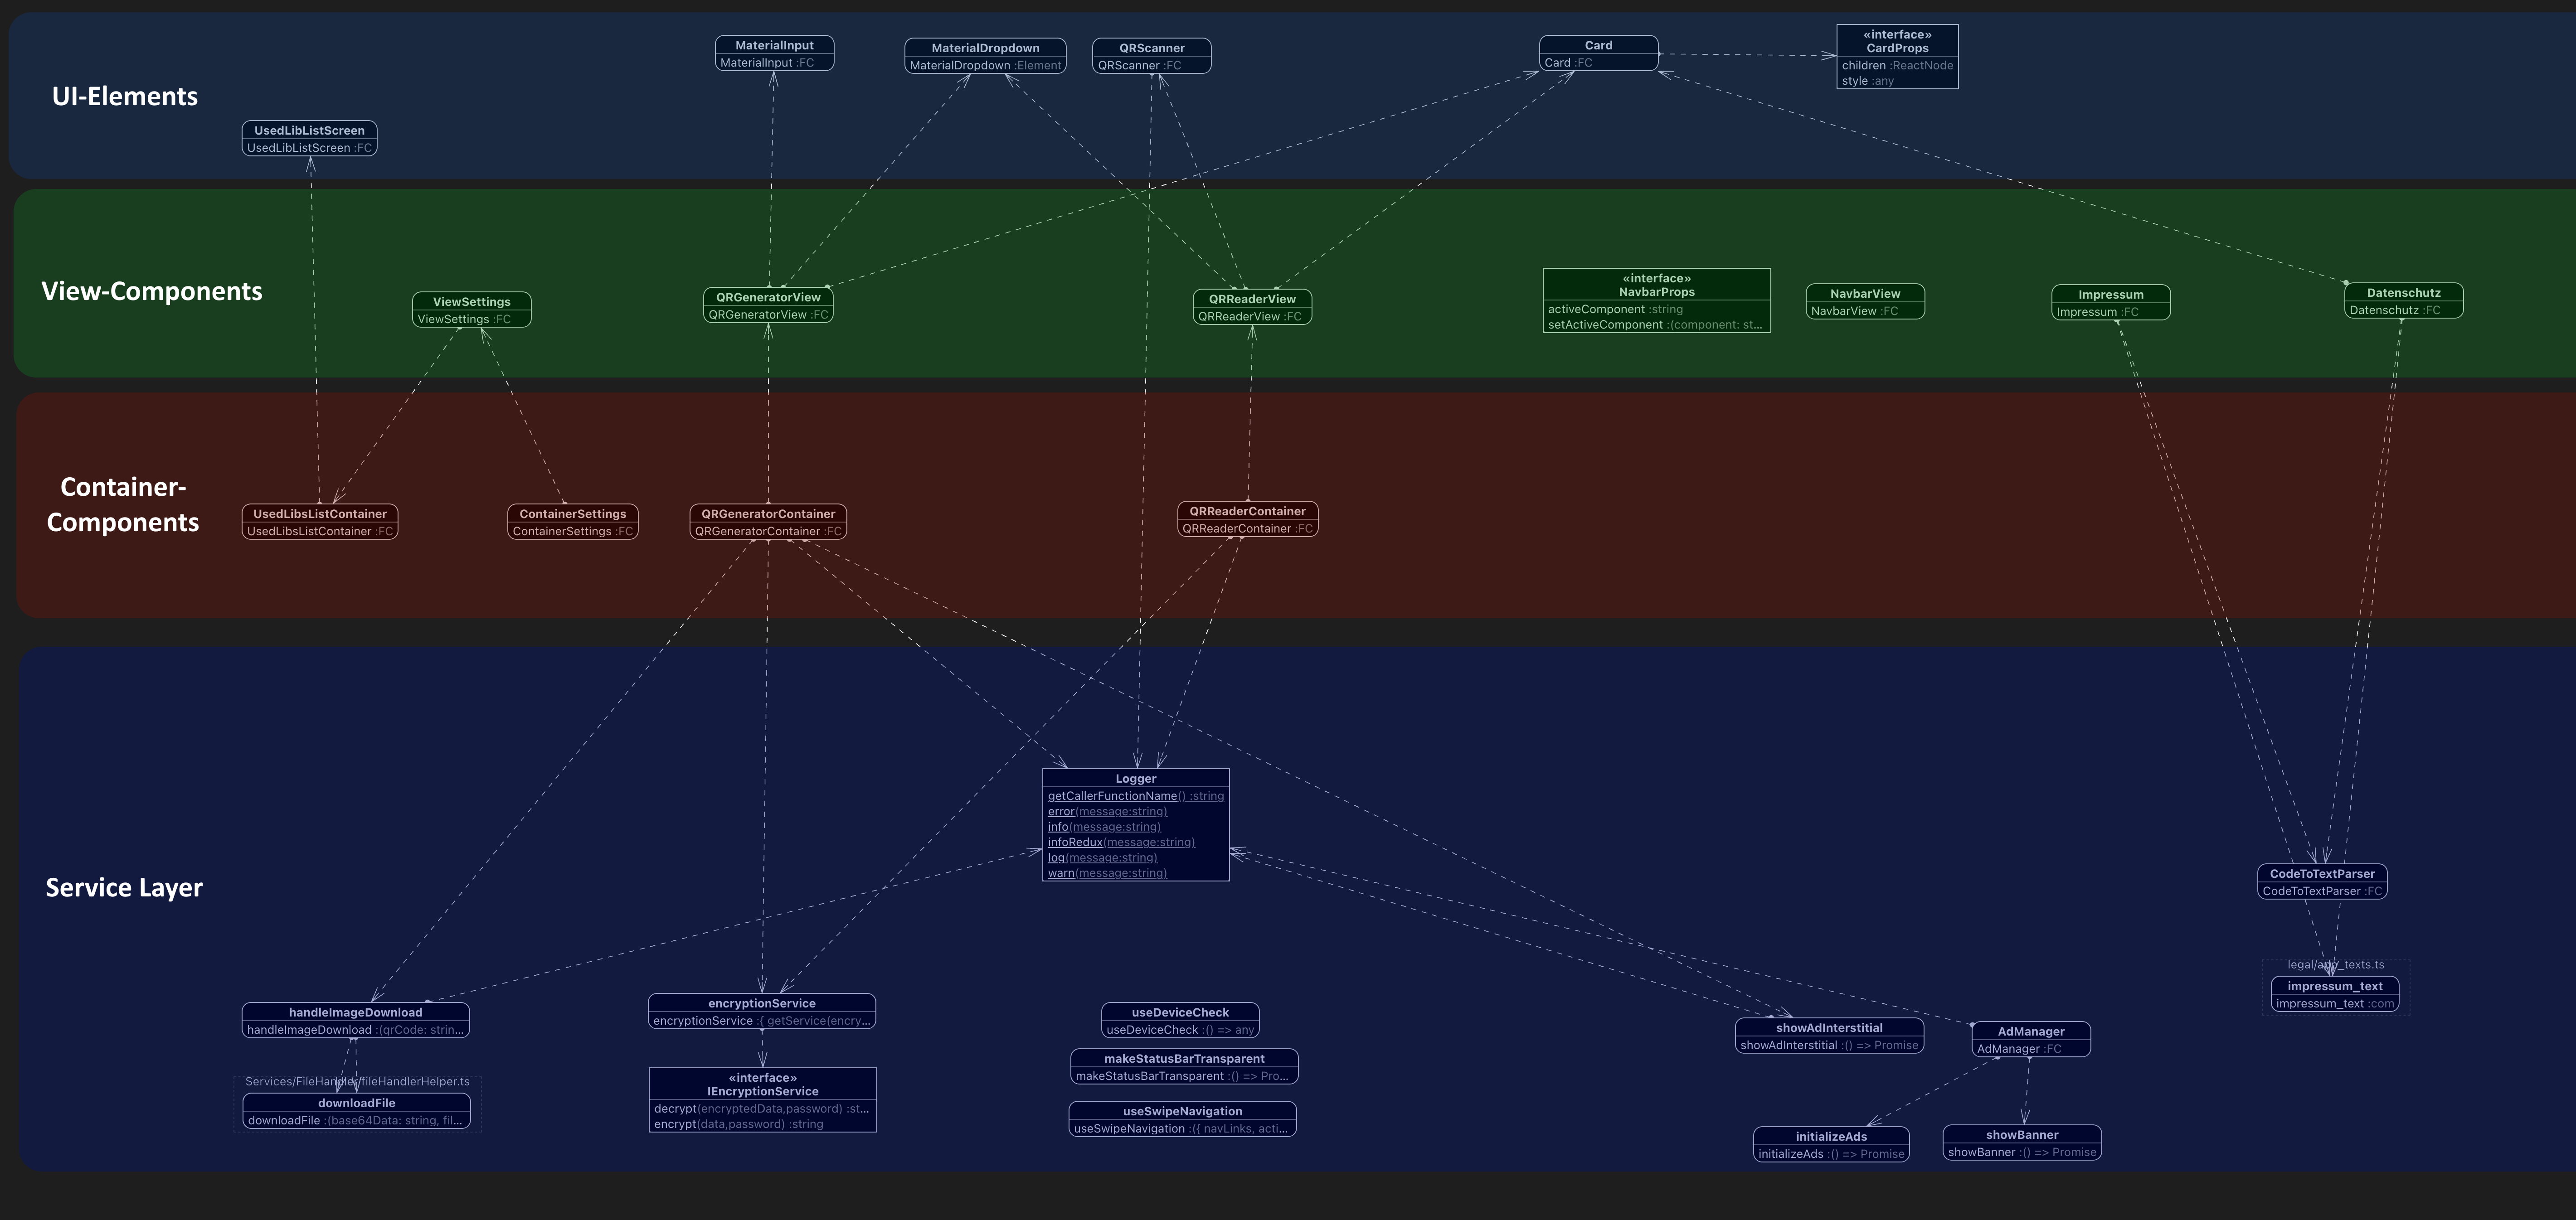 UI-Elements
MaterialInput
MaterialInput :FC
MaterialDropdown
MaterialDropdown :Element
QRScanner
QRScanner :FC
Card
Card :FC
«interface»
CardProps
children :ReactNode
style :any
UsedLibListScreen
UsedLibListScreen :FC
View-Components
ViewSettings
ViewSettings :FC
QRGeneratorView
QRGeneratorView :FC
QRReaderView
QRReaderView :FC
«interface»
NavbarProps
activeComponent :string
setActiveComponent :(component: st...
NavbarView
NavbarView :FC
Impressum
Impressum :FC
Datenschutz
Datenschutz :FC
Container-
Components
UsedLibsListContainer
UsedLibsListContainer :FC
ContainerSettings
ContainerSettings :FC
QRGeneratorContainer
QRGeneratorContainer :FC
QRReaderContainer
QRReaderContainer :FC
Service Layer
Logger
getCallerFunctionName() :string
error(message:string)
info(message:string)
infoRedux(message:string)
log(message:string)
warn(message:string)
CodeToTextParser
CodeToTextParser :FC
legal/app_texts.ts
impressum_text
impressum_text :com
handleImageDownload
handleImageDownload :(qrCode: strin...
Services/FileHandler/fileHandlerHelper.ts
downloadFile
downloadFile :(base64Data: string, fil...
encryptionService
encryptionService :{ getService(encry...
«interface»
IEncryptionService
decrypt(encryptedData,password) :st...
encrypt(data,password) :string
useDeviceCheck
useDeviceCheck :() => any
makeStatusBarTransparent
makeStatusBarTransparent :() => Pro...
useSwipeNavigation
useSwipeNavigation :({ navLinks, acti...
showAdInterstitial
showAdInterstitial :() => Promise
AdManager
AdManager :FC
initializeAds
initializeAds :() => Promise
showBanner
showBanner :() => Promise